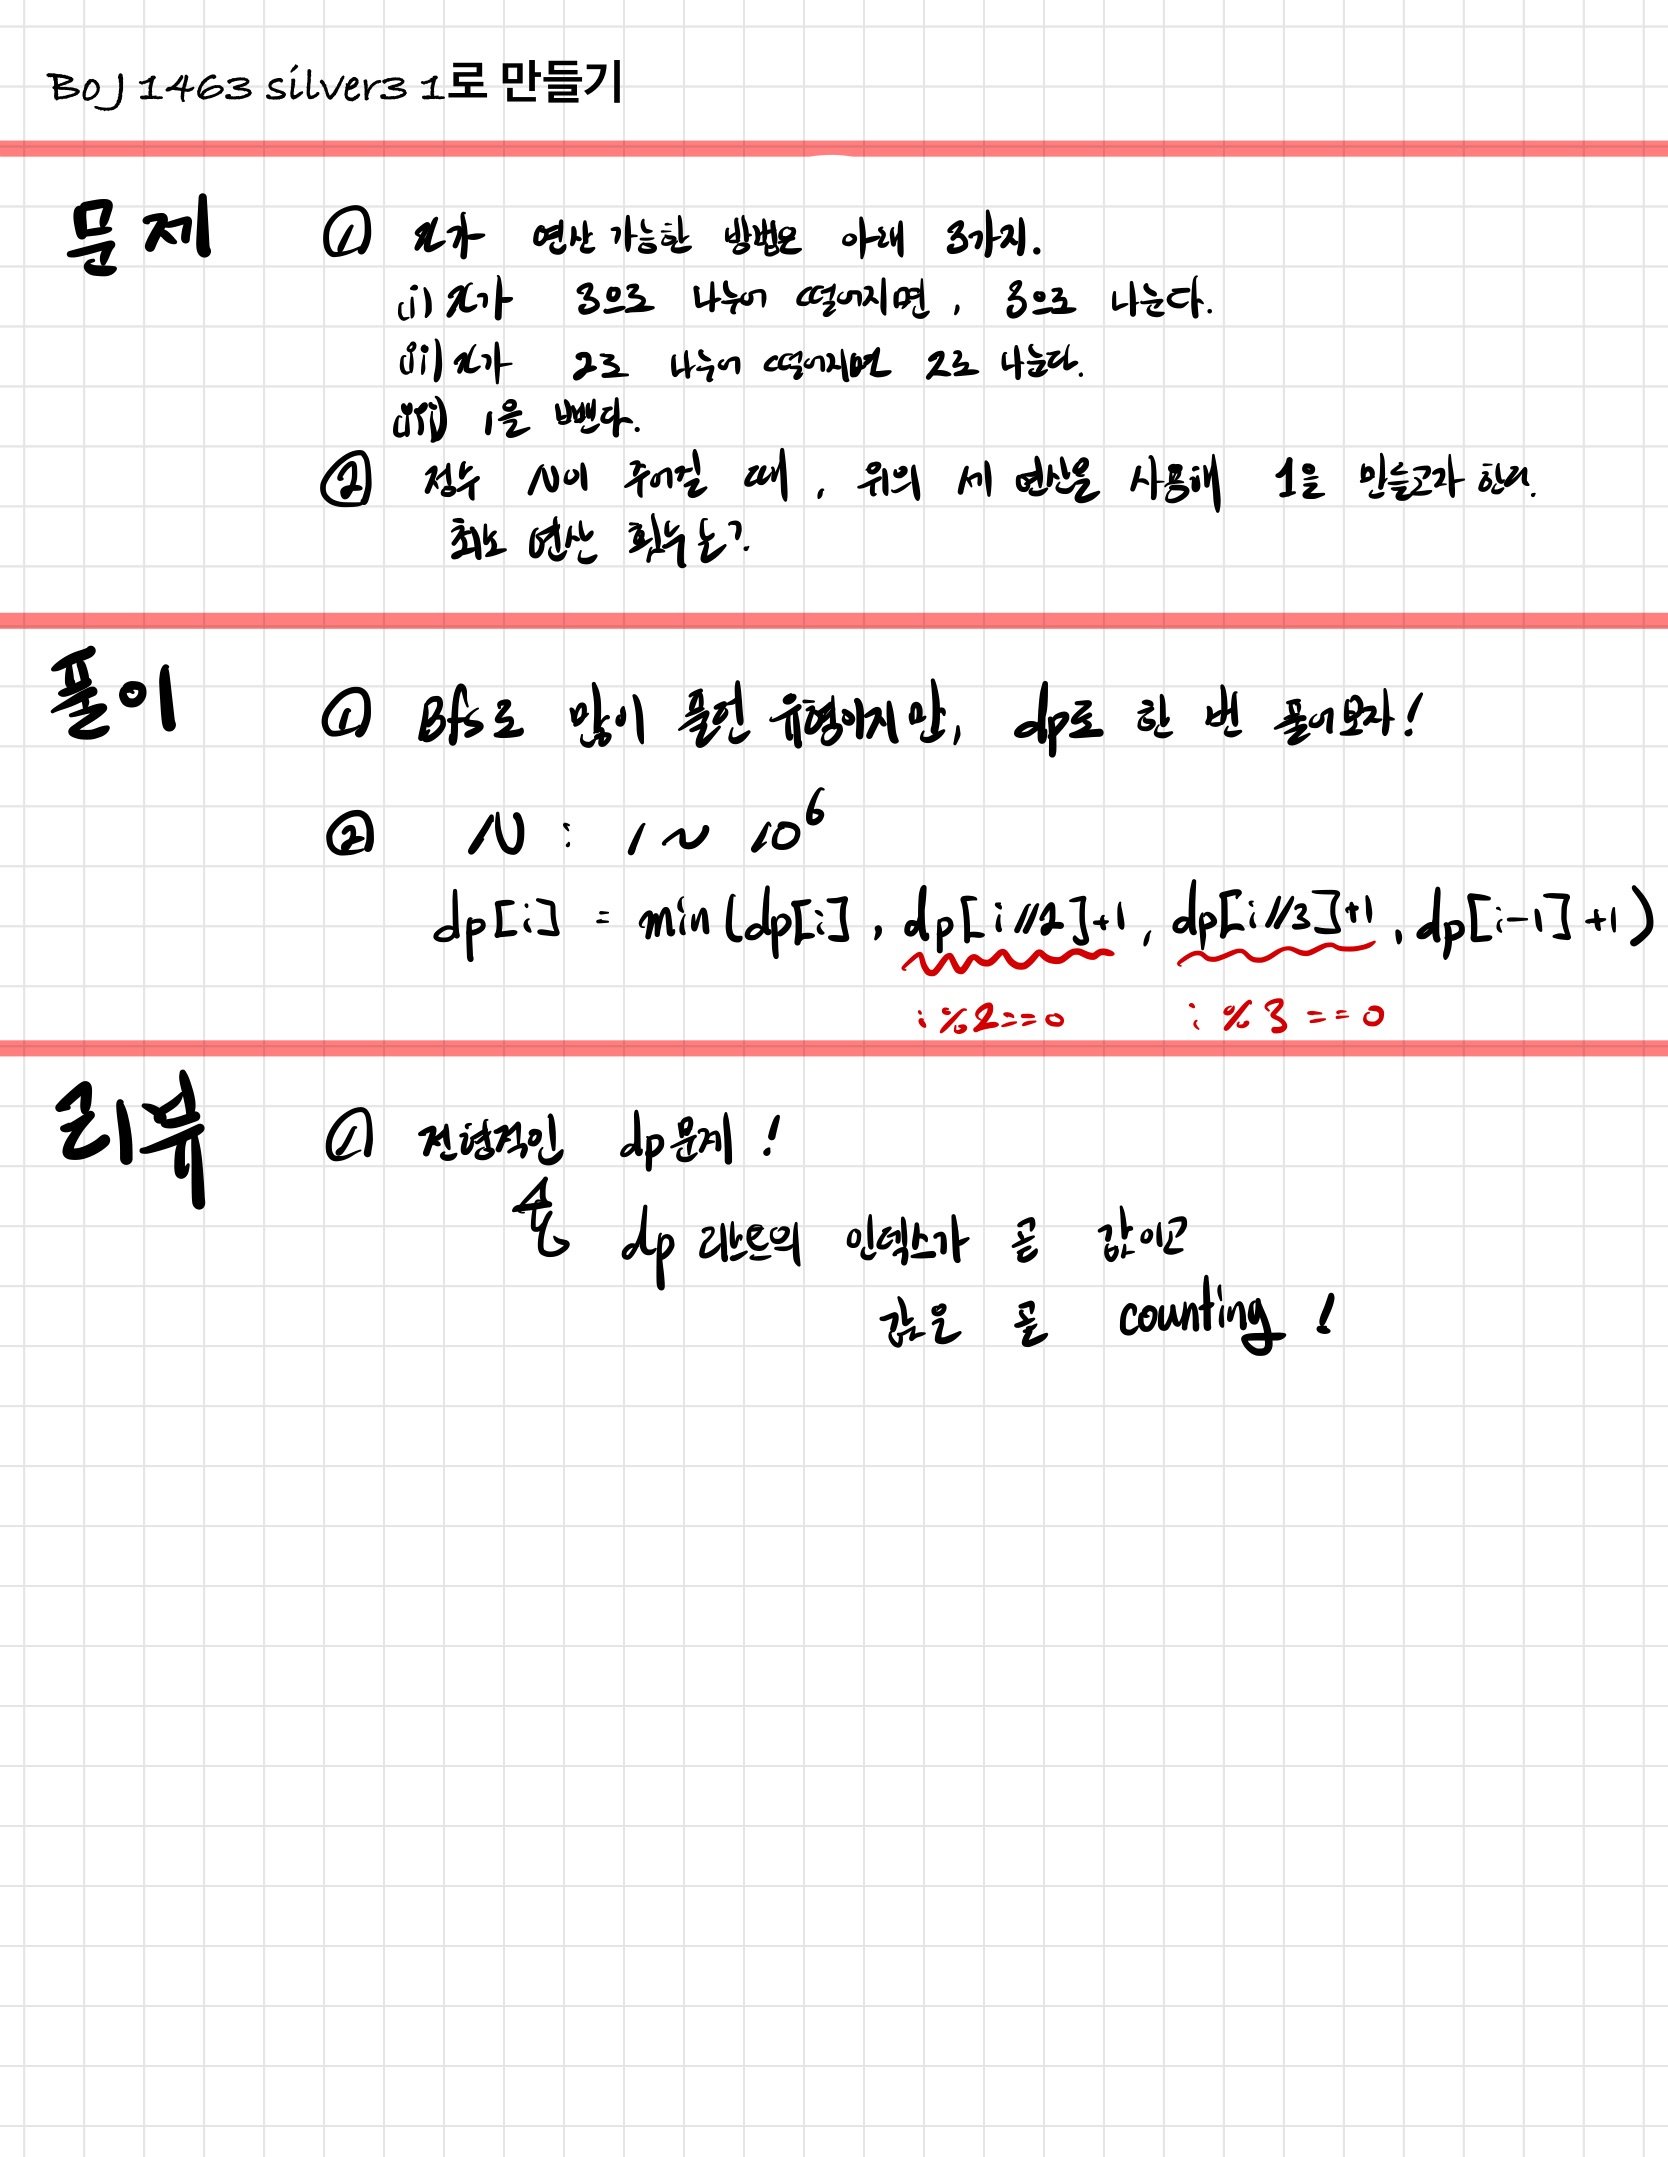 BOJ 1463 silver3 1로 만들기
문제 ① x가 연산 가능한 방법은 아래 3가지.
(i) x가 3으로 나누어 떨어지면, 3으로 나눈다.
(ii) x가 2로 나누어 떨어지면 2로 나눈다.
(iii) 1을 뺀다.
② 정수 N이 주어질 때, 위의 세 연산을 사용해 1을 만들고자 한다.
최소 연산 횟수는?
풀이 ① Bfs로 많이 풀던 유형이지만, dp로 한 번 풀어보자!
② N : 1 ~ 10^6
dp[i] = min(dp[i], dp[i//2]+1, dp[i//3]+1, dp[i-1]+1)
i%2==0 i%3==0
리뷰 ① 전형적인 dp문제!
dp 리스트의 인덱스가 곧 값이고
값은 곧 counting!